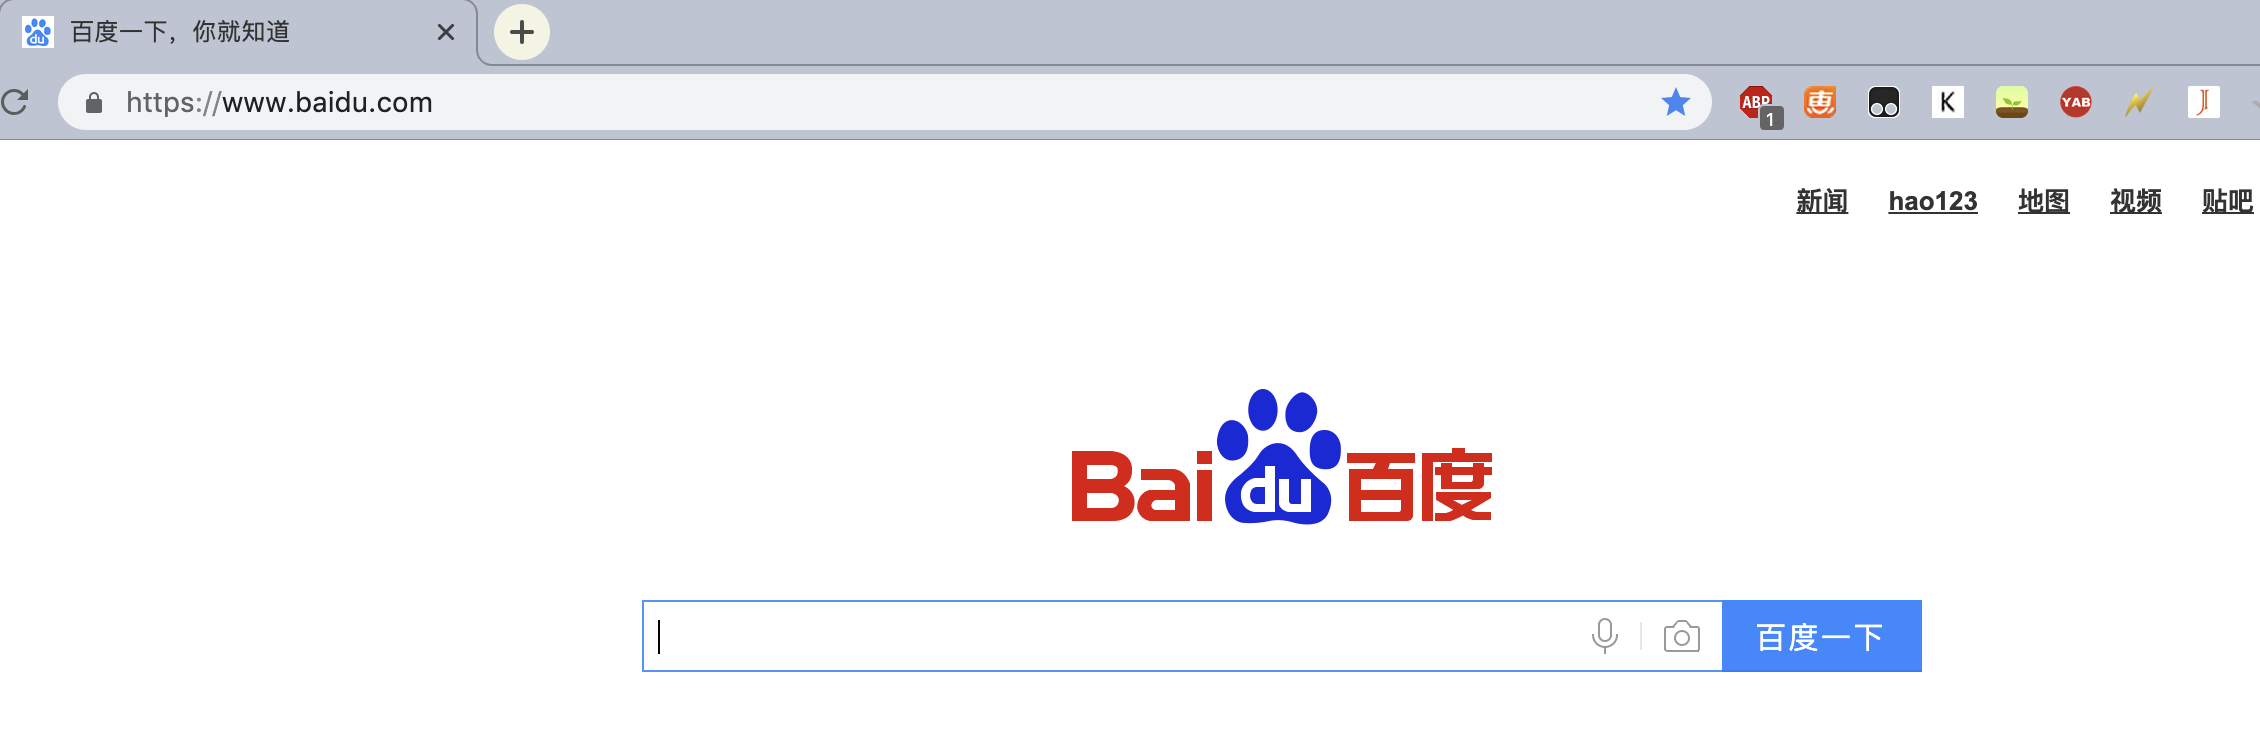 百度一下，你就知道
https://www.baidu.com
ABP 1 惠 K YAB
新闻 hao123 地图 视频 贴吧
Bai du 百度
百度一下